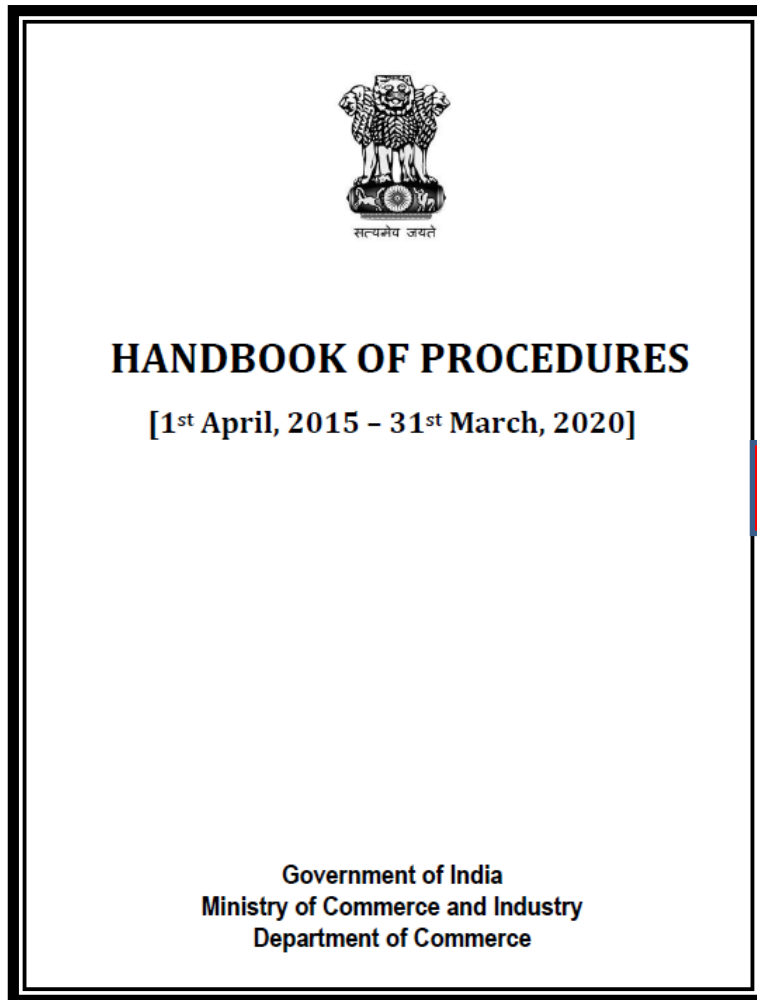 सत्यमेव जयते
HANDBOOK OF PROCEDURES
[1st April, 2015 – 31st March, 2020]
Government of India
Ministry of Commerce and Industry
Department of Commerce